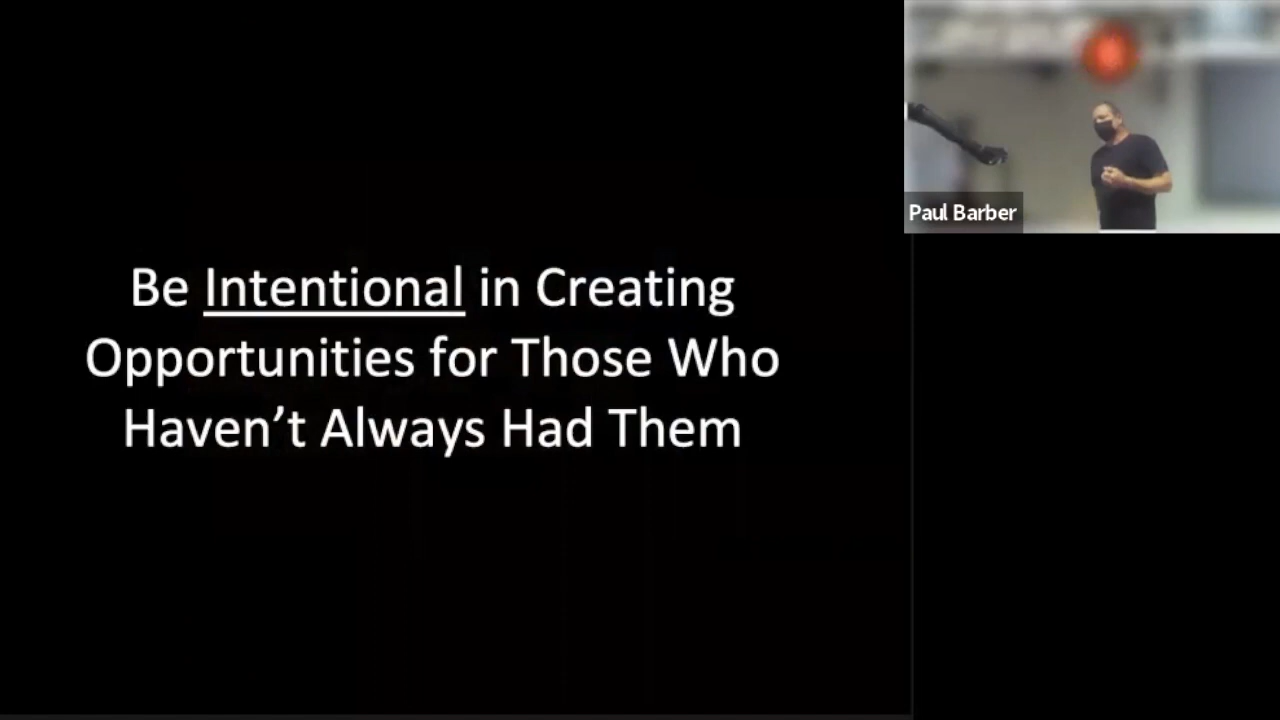 Be Intentional in Creating
Opportunities for Those Who
Haven’t Always Had Them
Paul Barber